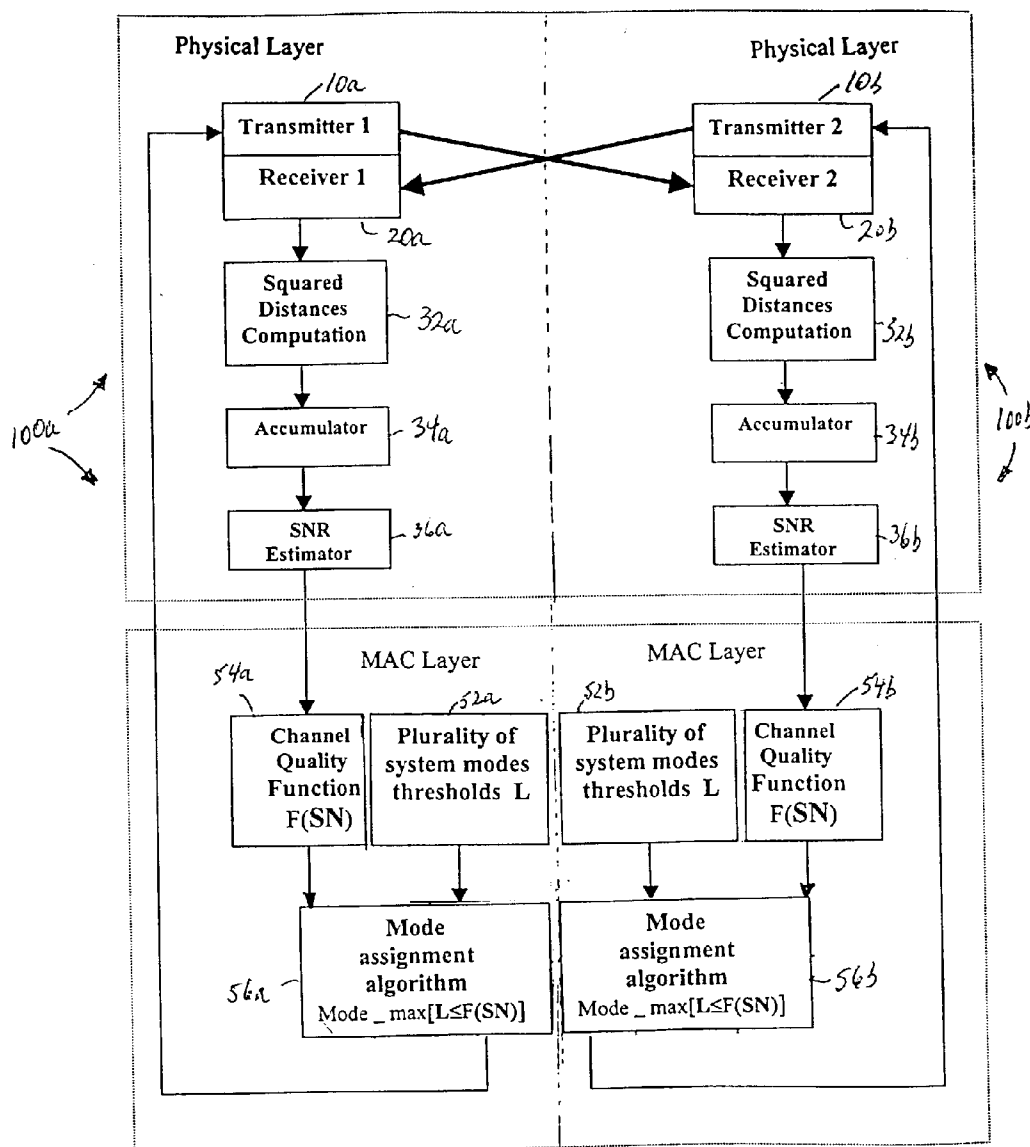 Physical Layer
Physical Layer
10a
10b
Transmitter 1
Transmitter 2
Receiver 1
Receiver 2
20a
20b
Squared
Distances
Computation
32a
Squared
Distances
Computation
32b
100a
100b
Accumulator
34a
Accumulator
34b
SNR
Estimator
36a
SNR
Estimator
36b
MAC Layer
MAC Layer
54a
52a
52b
54b
Channel
Quality
Function
F(SN)
Plurality of
system modes
thresholds L
Plurality of
system modes
thresholds L
Channel
Quality
Function
F(SN)
Mode
assignment
algorithm
Mode _ max[L≤F(SN)]
56a
Mode
assignment
algorithm
Mode _ max[L≤F(SN)]
56b